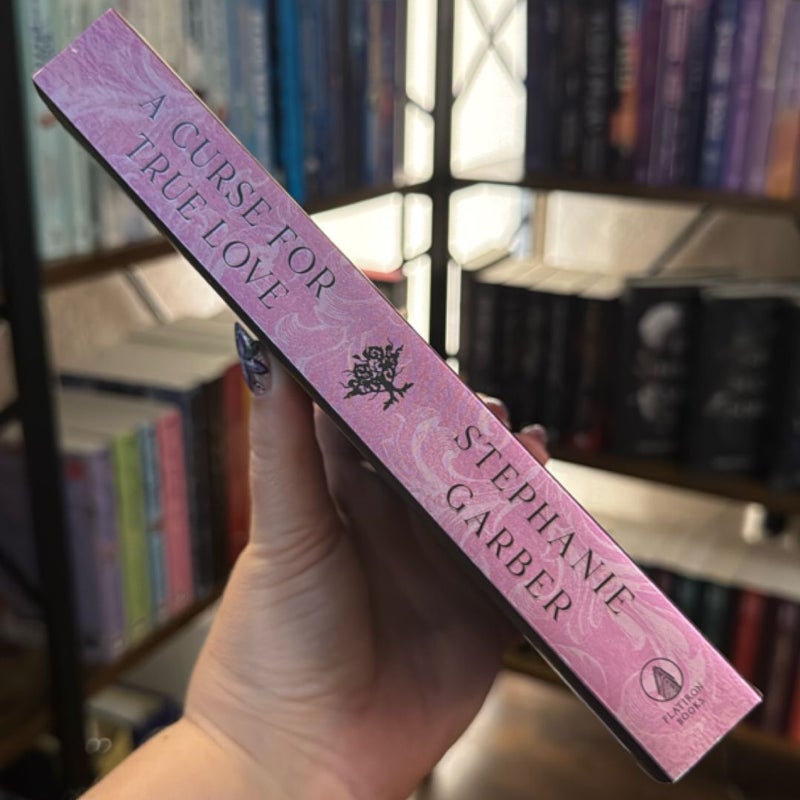 A CURSE FOR
TRUE LOVE
STEPHANIE
GARBER
FLATIRON
BOOKS